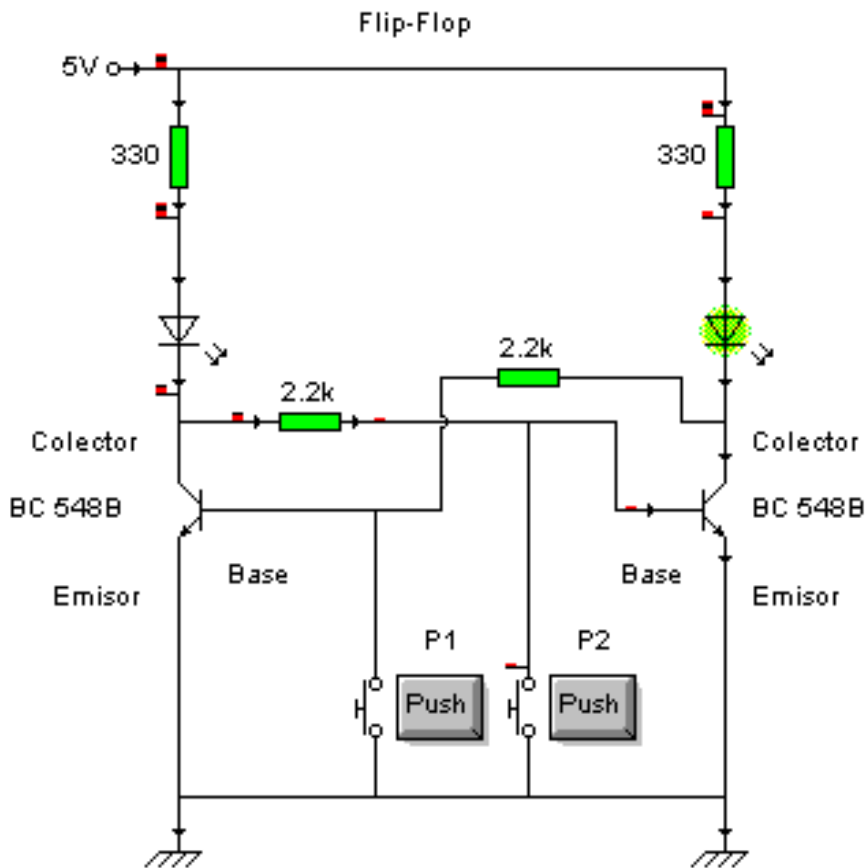 Flip-Flop
5V
330
330
2.2k
2.2k
Colector
Colector
BC 548B
BC 548B
Base
Base
Emisor
Emisor
P1
P2
Push
Push